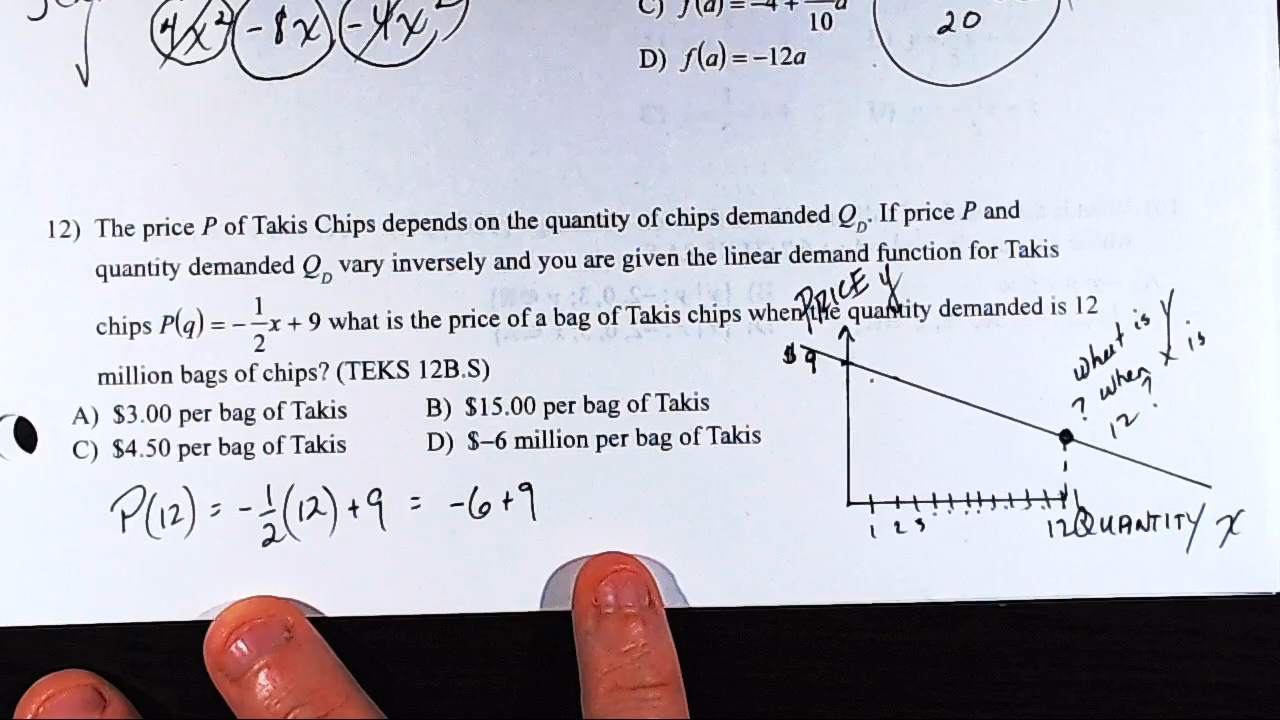 4x² - 8x - 4x²
C) f(a) = -4 + a/10
D) f(a) = -12a
20
12) The price P of Takis Chips depends on the quantity of chips demanded Q_D. If price P and
quantity demanded Q_D vary inversely and you are given the linear demand function for Takis
chips P(q) = -1/2x + 9 what is the price of a bag of Takis chips when the quantity demanded is 12
million bags of chips? (TEKS 12B.S)
A) $3.00 per bag of Takis
B) $15.00 per bag of Takis
C) $4.50 per bag of Takis
D) $–6 million per bag of Takis
P(12) = -1/2(12) + 9 = -6 + 9
PRICE y
$9
what is y
? when x is
12?
1 2 3
12 QUANTITY x